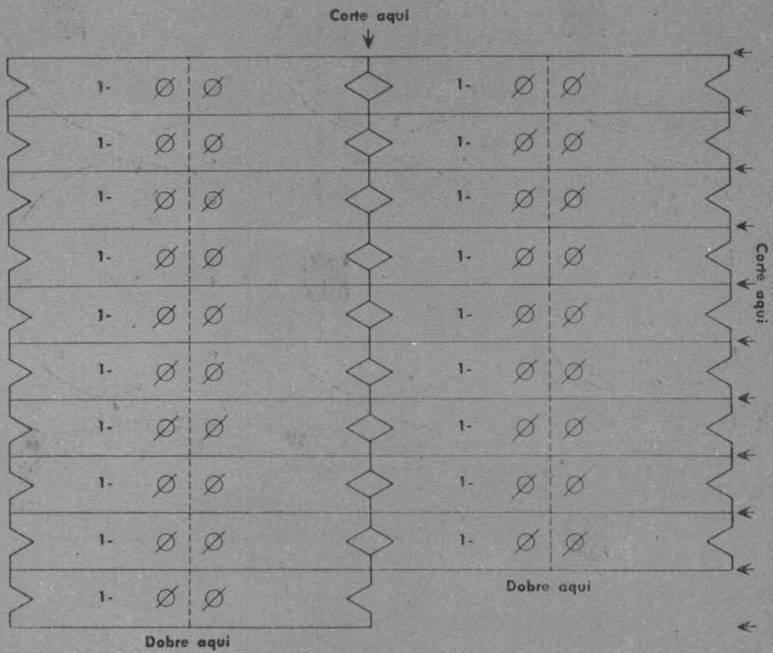 Corte aqui
1- Ø Ø 1- Ø Ø
1- Ø Ø 1- Ø Ø
1- Ø Ø 1- Ø Ø
1- Ø Ø 1- Ø Ø
1- Ø Ø 1- Ø Ø
1- Ø Ø 1- Ø Ø
1- Ø Ø 1- Ø Ø
1- Ø Ø 1- Ø Ø
1- Ø Ø 1- Ø Ø
1- Ø Ø
Corte aqui
Dobre aqui
Dobre aqui